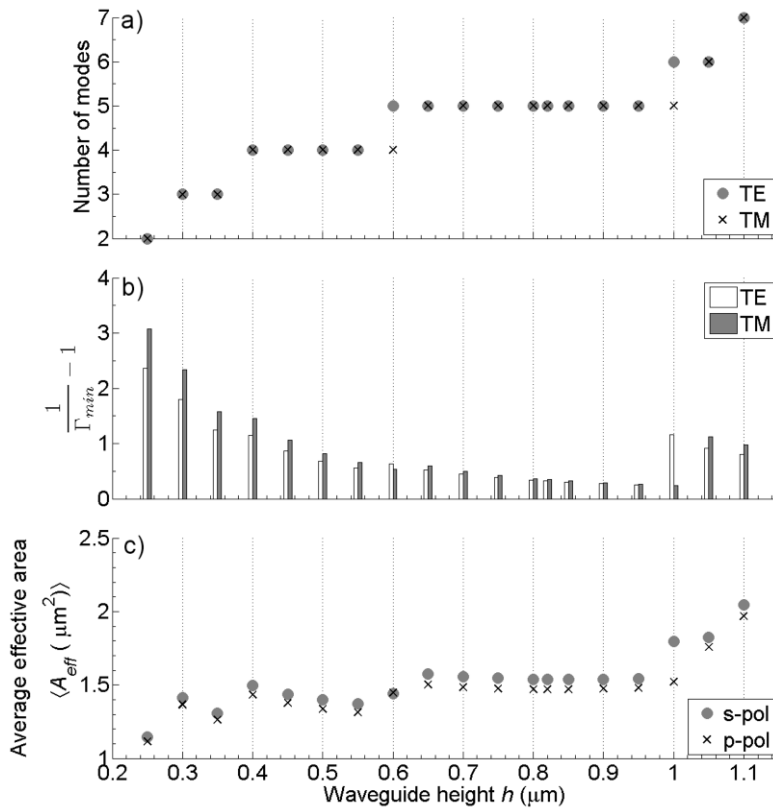 a)
Number of modes
7
6
5
4
3
2
TE
TM
b)
1/Γmin − 1
4
3
2
1
0
TE
TM
c)
Average effective area
⟨Aeff ( μm²)⟩
2.5
2
1.5
1
s-pol
p-pol
0.2 0.3 0.4 0.5 0.6 0.7 0.8 0.9 1 1.1
Waveguide height h (μm)